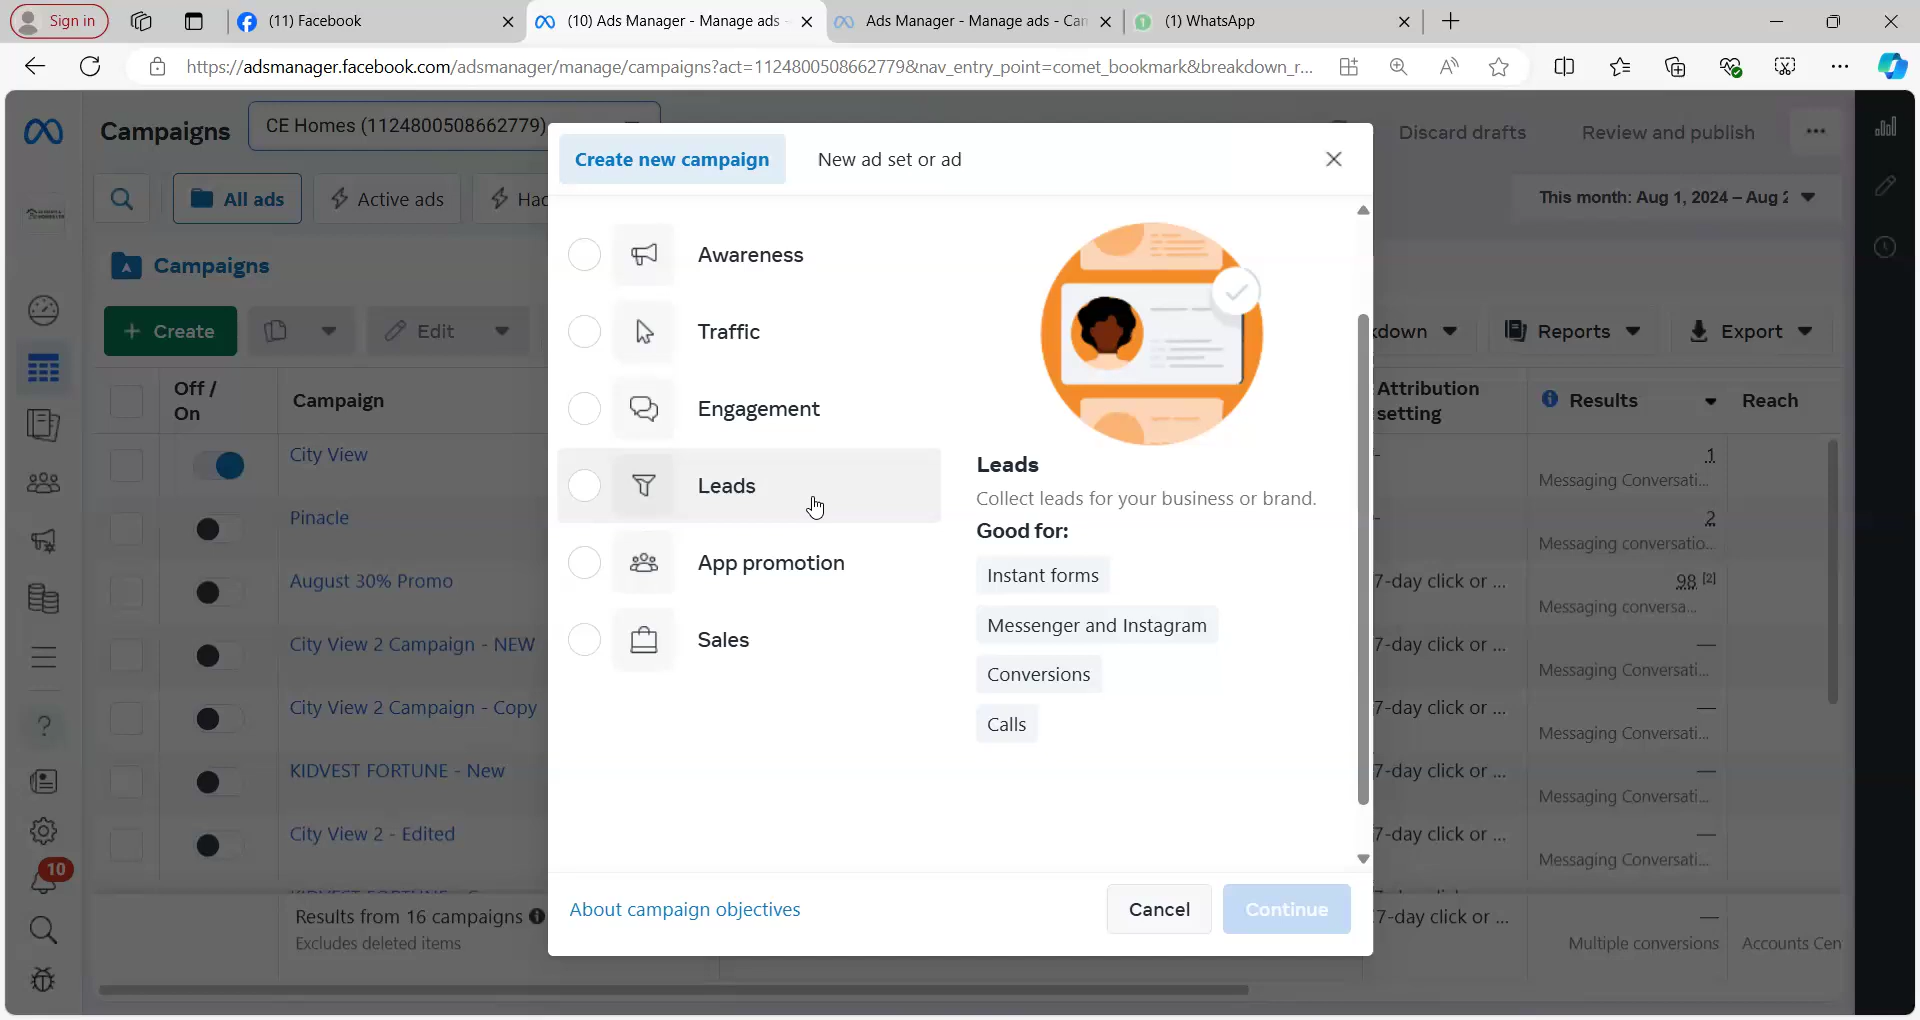 Sign in
(11) Facebook
(10) Ads Manager - Manage ads -
Ads Manager - Manage ads - Can
(1) WhatsApp
https://adsmanager.facebook.com/adsmanager/manage/campaigns?act=1124800508662779&nav_entry_point=comet_bookmark&breakdown_r...
Campaigns
CE Homes (1124800508662779)
Discard drafts
Review and publish
All ads
Active ads
Had
This month: Aug 1, 2024 – Aug 2
Campaigns
+ Create
Edit
kdown
Reports
Export
Off / On
Campaign
Attribution setting
Results
Reach
City View
1
Messaging Conversati...
Pinacle
2
Messaging conversatio...
August 30% Promo
7-day click or ...
98 [2]
Messaging conversa...
City View 2 Campaign - NEW
7-day click or ...
—
Messaging Conversati...
City View 2 Campaign - Copy
7-day click or ...
—
Messaging Conversati...
KIDVEST FORTUNE - New
7-day click or ...
—
Messaging Conversati...
City View 2 - Edited
7-day click or ...
—
Messaging Conversati...
10
Results from 16 campaigns
Excludes deleted items
7-day click or ...
—
Multiple conversions
Accounts Cen
Create new campaign
New ad set or ad
Awareness
Traffic
Engagement
Leads
App promotion
Sales
Leads
Collect leads for your business or brand.
Good for:
Instant forms
Messenger and Instagram
Conversions
Calls
About campaign objectives
Cancel
Continue